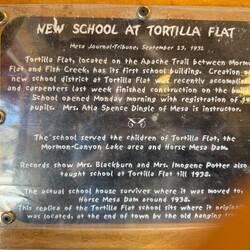 NEW SCHOOL AT TORTILLA FLAT
Mesa Journal-Tribune, September 23, 1932
Tortilla Flat, located on the Apache Trail between Mormon
Flat and Fish Creek, has its first school building. Creation of
new school district at Tortilla Flat was recently accomplished
and carpenters last week finished construction on the build
School opened Monday morning with registration of
pupils. Mrs. Atla Spence Dingle of Mesa is instructor.
The school served the children of Tortilla Flat, the
Mormon-Canyon Lake area and Horse Mesa Dam.
Records show Mrs. Blackburn and Mrs. Imogene Potter also
taught school at Tortilla Flat till 1938.
The actual school house survives where it was moved to,
Horse Mesa Dam around 1938.
This replica of the Tortilla Flat school sits where it original
was located, at the end of town by the old hanging tree